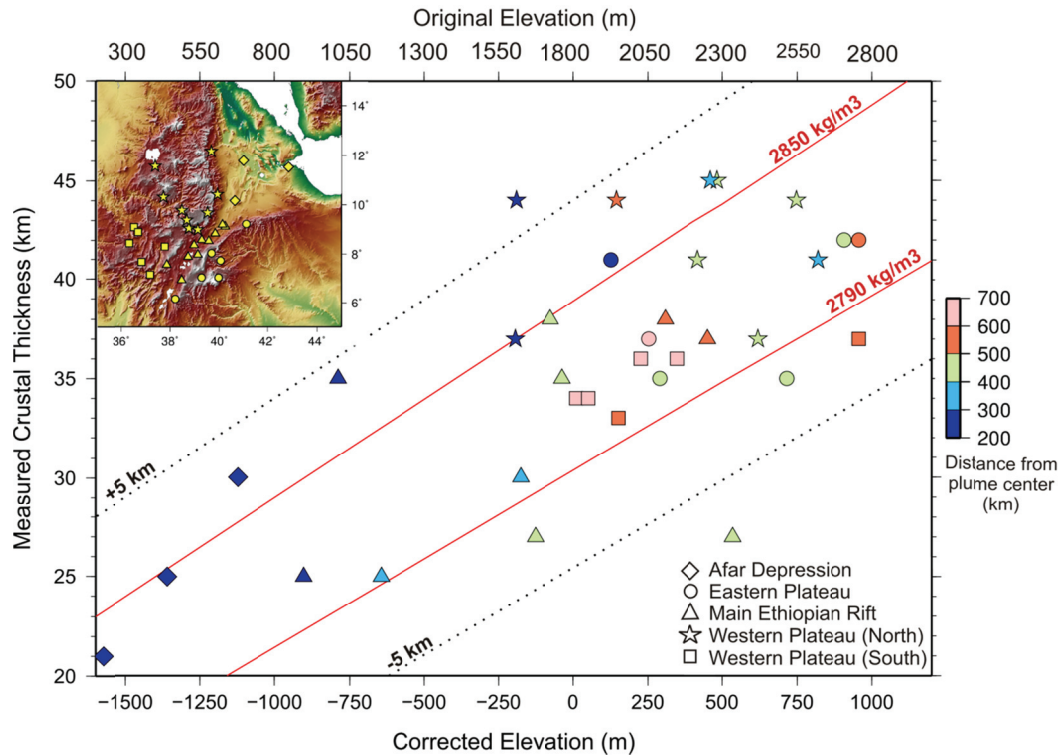 Original Elevation (m)
300 550 800 1050 1300 1550 1800 2050 2300 2550 2800
50
45
40
35
30
25
20
Measured Crustal Thickness (km)
14˚
12˚
10˚
8˚
6˚
36˚ 38˚ 40˚ 42˚ 44˚
2850 kg/m3
2790 kg/m3
+5 km
-5 km
Afar Depression
Eastern Plateau
Main Ethiopian Rift
Western Plateau (North)
Western Plateau (South)
700
600
500
400
300
200
Distance from
plume center
(km)
−1500 −1250 −1000 −750 −500 −250 0 250 500 750 1000
Corrected Elevation (m)